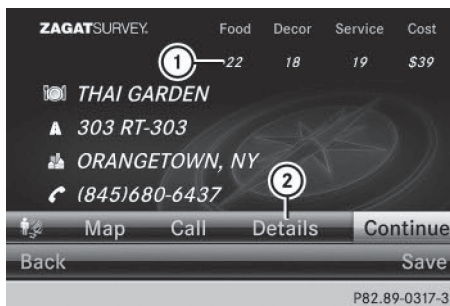 ZAGATSURVEY. Food Decor Service Cost
1 22 18 19 $39
THAI GARDEN
A 303 RT-303
ORANGETOWN, NY
(845)680-6437
2
Map Call Details Continue
Back Save
P82.89-0317-3